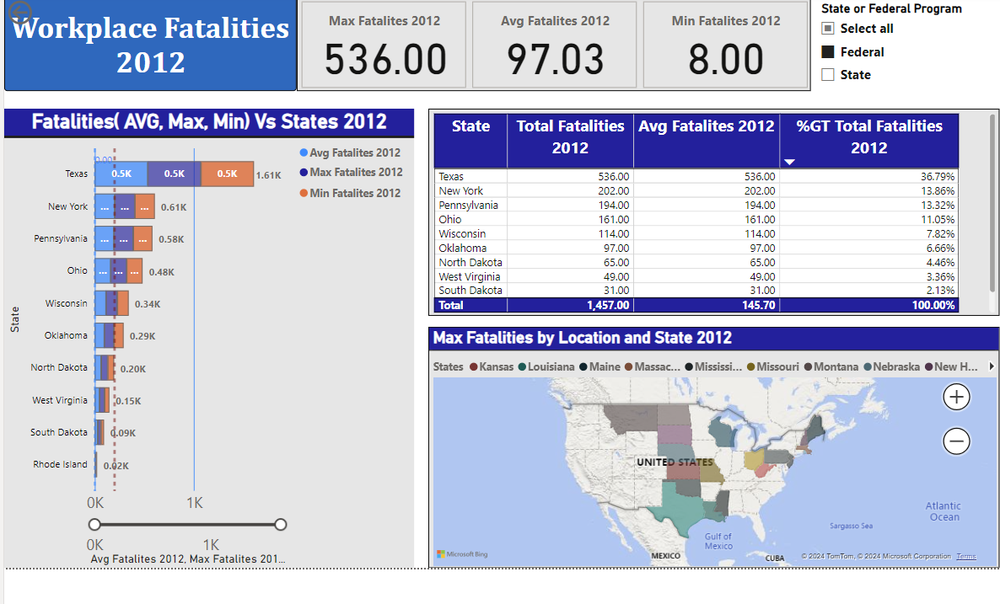 Workplace Fatalities
2012
Max Fatalites 2012
536.00
Avg Fatalites 2012
97.03
Min Fatalites 2012
8.00
State or Federal Program
Select all
Federal
State
Fatalities( AVG, Max, Min) Vs States 2012
Avg Fatalites 2012
Max Fatalites 2012
Min Fatalites 2012
0.00
State
Texas 0.5K 0.5K 0.5K 1.61K
New York ... ... ... 0.61K
Pennsylvania ... ... ... 0.58K
Ohio ... ... ... 0.48K
Wisconsin 0.34K
Oklahoma 0.29K
North Dakota 0.20K
West Virginia 0.15K
South Dakota 0.09K
Rhode Island 0.02K
0K 1K
0K 1K
Avg Fatalites 2012, Max Fatalites 201...
State Total Fatalities 2012 Avg Fatalites 2012 %GT Total Fatalities 2012
Texas 536.00 536.00 36.79%
New York 202.00 202.00 13.86%
Pennsylvania 194.00 194.00 13.32%
Ohio 161.00 161.00 11.05%
Wisconsin 114.00 114.00 7.82%
Oklahoma 97.00 97.00 6.66%
North Dakota 65.00 65.00 4.46%
West Virginia 49.00 49.00 3.36%
South Dakota 31.00 31.00 2.13%
Total 1,457.00 145.70 100.00%
Max Fatalities by Location and State 2012
States Kansas Louisiana Maine Massac... Mississi... Missouri Montana Nebraska New H...
UNITED STATES
Atlantic
Ocean
Sargasso Sea
Gulf of
Mexico
MEXICO
CUBA
Microsoft Bing
© 2024 TomTom, © 2024 Microsoft Corporation Terms